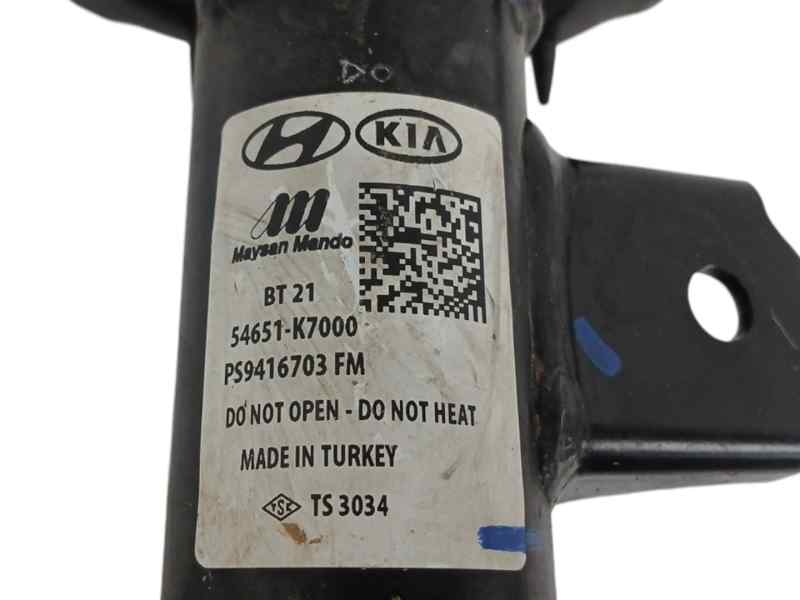 KIA
Maysan Mando
BT 21
54651-K7000
PS9416703 FM
DO NOT OPEN - DO NOT HEAT
MADE IN TURKEY
TSE TS 3034